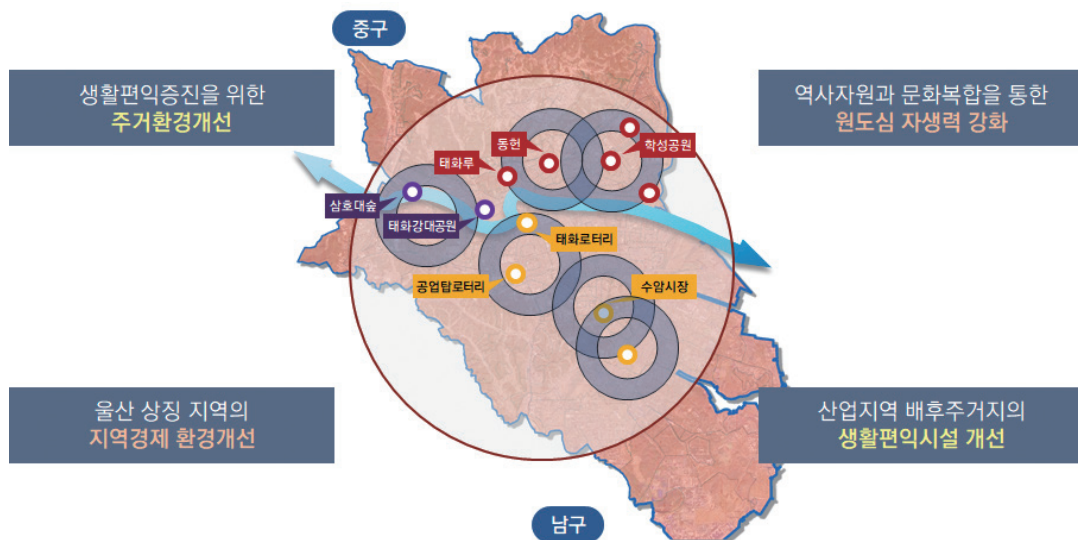 중구
생활편익증진을 위한
주거환경개선
역사자원과 문화복합을 통한
원도심 자생력 강화
동헌
학성공원
태화루
삼호대숲
태화강대공원
태화로터리
공업탑로터리
수암시장
울산 상징 지역의
지역경제 환경개선
산업지역 배후주거지의
생활편익시설 개선
남구